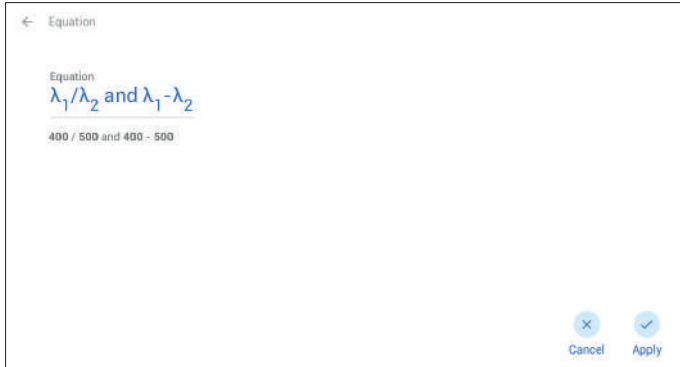 Equation
Equation
λ₁/λ₂ and λ₁-λ₂
400 / 500 and 400 - 500
Cancel Apply